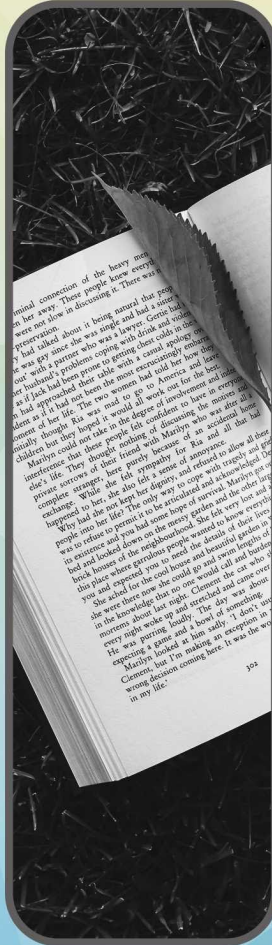 connection of the heavy
her away. These people knew
were not slow in discussing it. There was
preservation.
had talked about it being natural that
was gay since she was single and had a sister
out' with a partner who was a lawyer. Gertie had
husband's problems coping with drink and
if Jack had been prone to getting chest colds in the
had approached their table with a candid apology
as if it had not been the most excruciatingly
of her life. The two women had told her how they
thought Ria was mad to go to America and leave
children but they hoped it would all work out for the best.
Marilyn could not take in the degree of involvement and
interference that these people felt confident to have in everyone
else's life. They thought nothing of discussing the motives and
private sorrows of their friend with Marilyn who was after all a
complete stranger, here purely because of an accidental home
exchange. While she felt sympathy for Ria and all that had
happened to her, she also felt a sense of annoyance.
Why had she not kept her dignity, and refused to allow all these
people into her life? The only way to cope with tragedy and
was to refuse to permit it to be articulated and acknowledged.
its existence and you had some hope of survival. Marilyn got
bed and looked down on the messy garden and the other large
brick houses of the neighbourhood. She felt very lost and
this place where garrulous people wanted to know everything
you and expected you to need the details of their lives
She ached for the cool house and beautiful garden in
she were there now she could go and swim lengths of
in the knowledge that no one would call and burden
mortems about last night. Clement the cat who
every night woke up and stretched and came over
He was purring loudly. The day was about
expecting a game and a bowl of something.
Marilyn looked at him sadly. 'I don't
Clement, but I'm making an exception in
wrong decision coming here. It was the
in my life.'
302